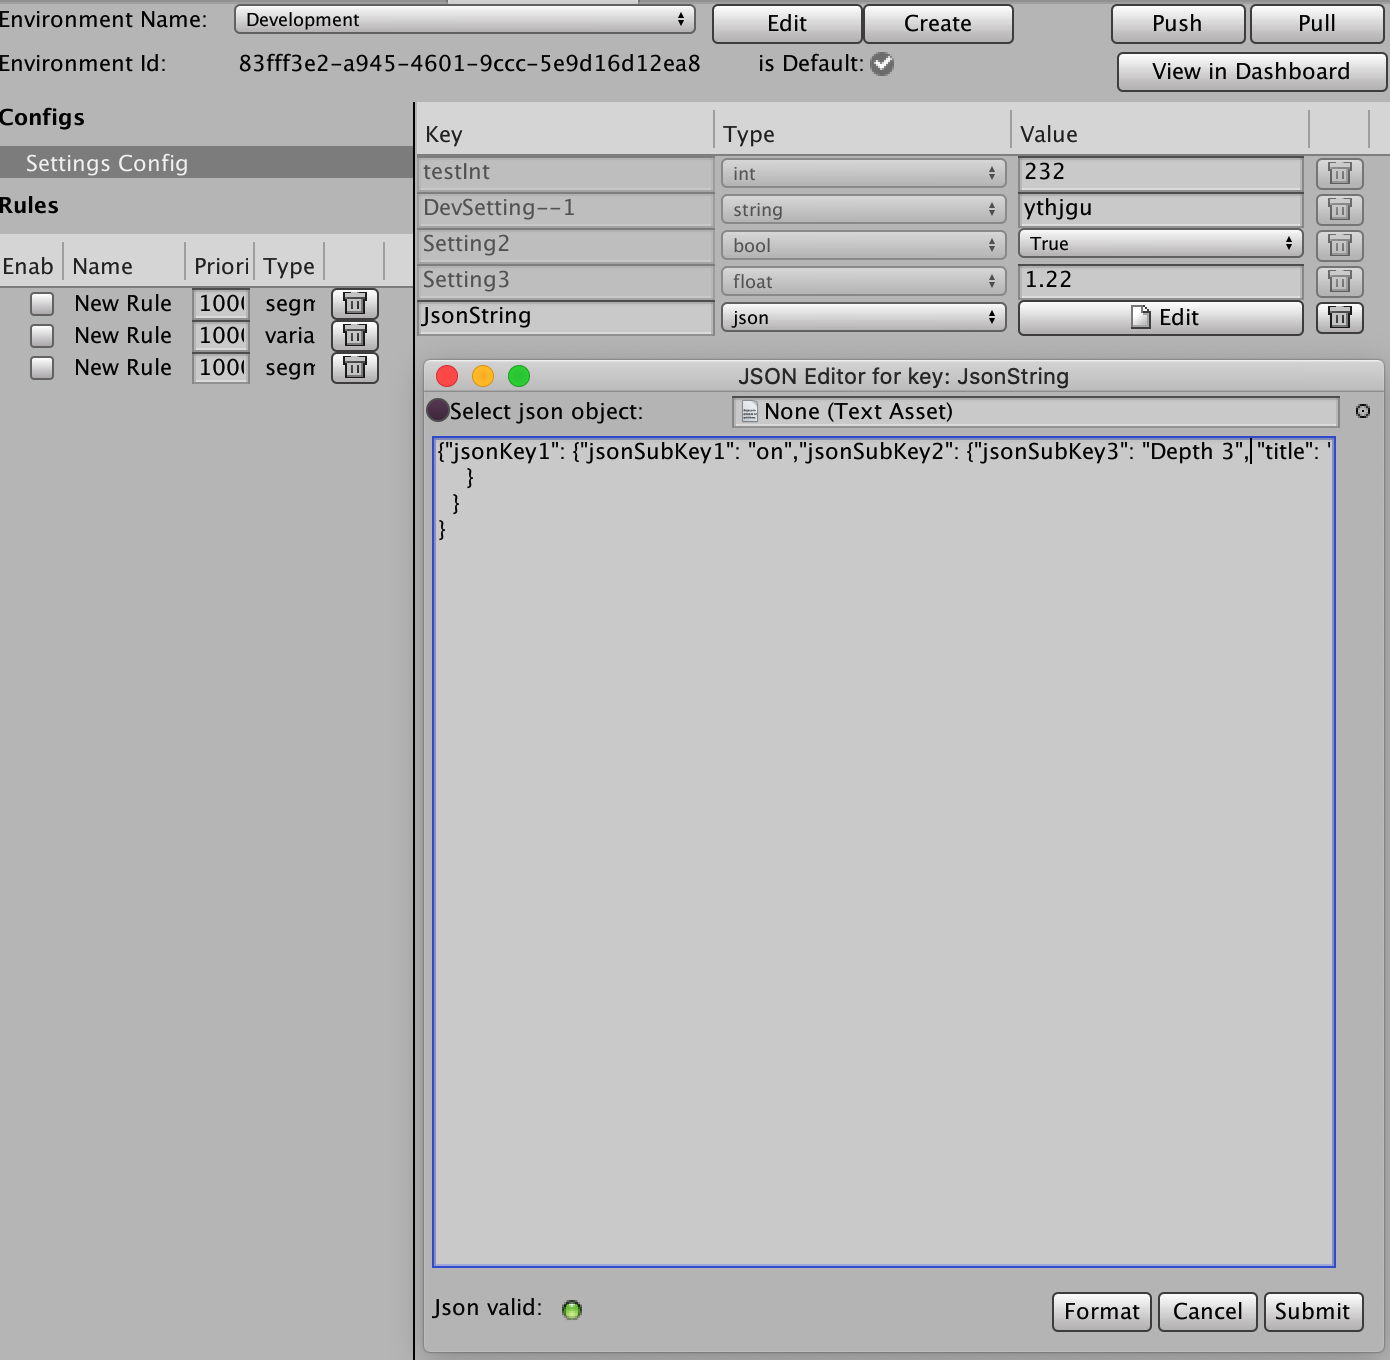 Environment Name: Development Edit Create Push Pull
Environment Id: 83fff3e2-a945-4601-9ccc-5e9d16d12ea8 is Default: View in Dashboard
Configs
Settings Config
Rules
Enab Name Priori Type
New Rule 100 segm
New Rule 100 varia
New Rule 100 segm
Key Type Value
testInt int 232
DevSetting--1 string ythjgu
Setting2 bool True
Setting3 float 1.22
JsonString json Edit
JSON Editor for key: JsonString
Select json object: None (Text Asset)
{"jsonKey1": {"jsonSubKey1": "on","jsonSubKey2": {"jsonSubKey3": "Depth 3", "title": "
}
}
}
Json valid: Format Cancel Submit